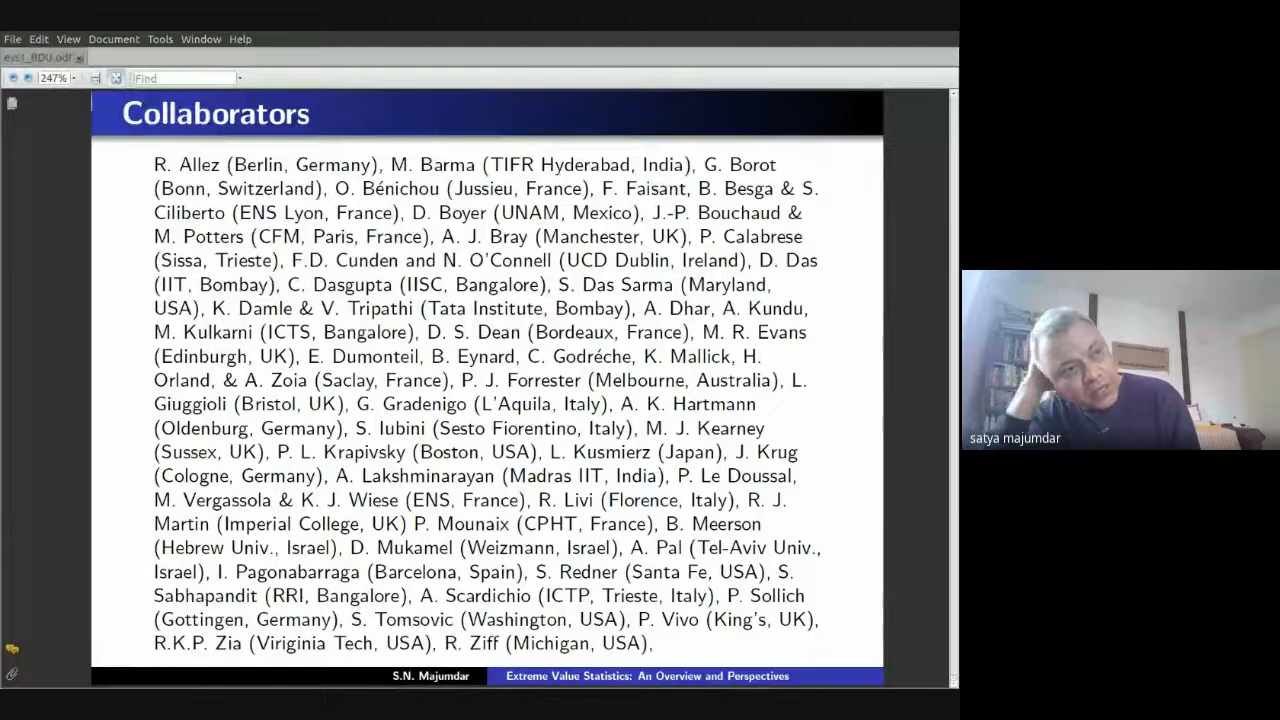 File Edit View Document Tools Window Help
evs1_RDU.pdf
247% Find
Collaborators
R. Allez (Berlin, Germany), M. Barma (TIFR Hyderabad, India), G. Borot
(Bonn, Switzerland), O. Bénichou (Jussieu, France), F. Faisant, B. Besga & S.
Ciliberto (ENS Lyon, France), D. Boyer (UNAM, Mexico), J.-P. Bouchaud &
M. Potters (CFM, Paris, France), A. J. Bray (Manchester, UK), P. Calabrese
(Sissa, Trieste), F.D. Cunden and N. O'Connell (UCD Dublin, Ireland), D. Das
(IIT, Bombay), C. Dasgupta (IISC, Bangalore), S. Das Sarma (Maryland,
USA), K. Damle & V. Tripathi (Tata Institute, Bombay), A. Dhar, A. Kundu,
M. Kulkarni (ICTS, Bangalore), D. S. Dean (Bordeaux, France), M. R. Evans
(Edinburgh, UK), E. Dumonteil, B. Eynard, C. Godréche, K. Mallick, H.
Orland, & A. Zoia (Saclay, France), P. J. Forrester (Melbourne, Australia), L.
Giuggioli (Bristol, UK), G. Gradenigo (L'Aquila, Italy), A. K. Hartmann
(Oldenburg, Germany), S. Iubini (Sesto Fiorentino, Italy), M. J. Kearney
(Sussex, UK), P. L. Krapivsky (Boston, USA), L. Kusmierz (Japan), J. Krug
(Cologne, Germany), A. Lakshminarayan (Madras IIT, India), P. Le Doussal,
M. Vergassola & K. J. Wiese (ENS, France), R. Livi (Florence, Italy), R. J.
Martin (Imperial College, UK) P. Mounaix (CPHT, France), B. Meerson
(Hebrew Univ., Israel), D. Mukamel (Weizmann, Israel), A. Pal (Tel-Aviv Univ.,
Israel), I. Pagonabarraga (Barcelona, Spain), S. Redner (Santa Fe, USA), S.
Sabhapandit (RRI, Bangalore), A. Scardichio (ICTP, Trieste, Italy), P. Sollich
(Gottingen, Germany), S. Tomsovic (Washington, USA), P. Vivo (King's, UK),
R.K.P. Zia (Viriginia Tech, USA), R. Ziff (Michigan, USA),
S.N. Majumdar Extreme Value Statistics: An Overview and Perspectives
satya majumdar